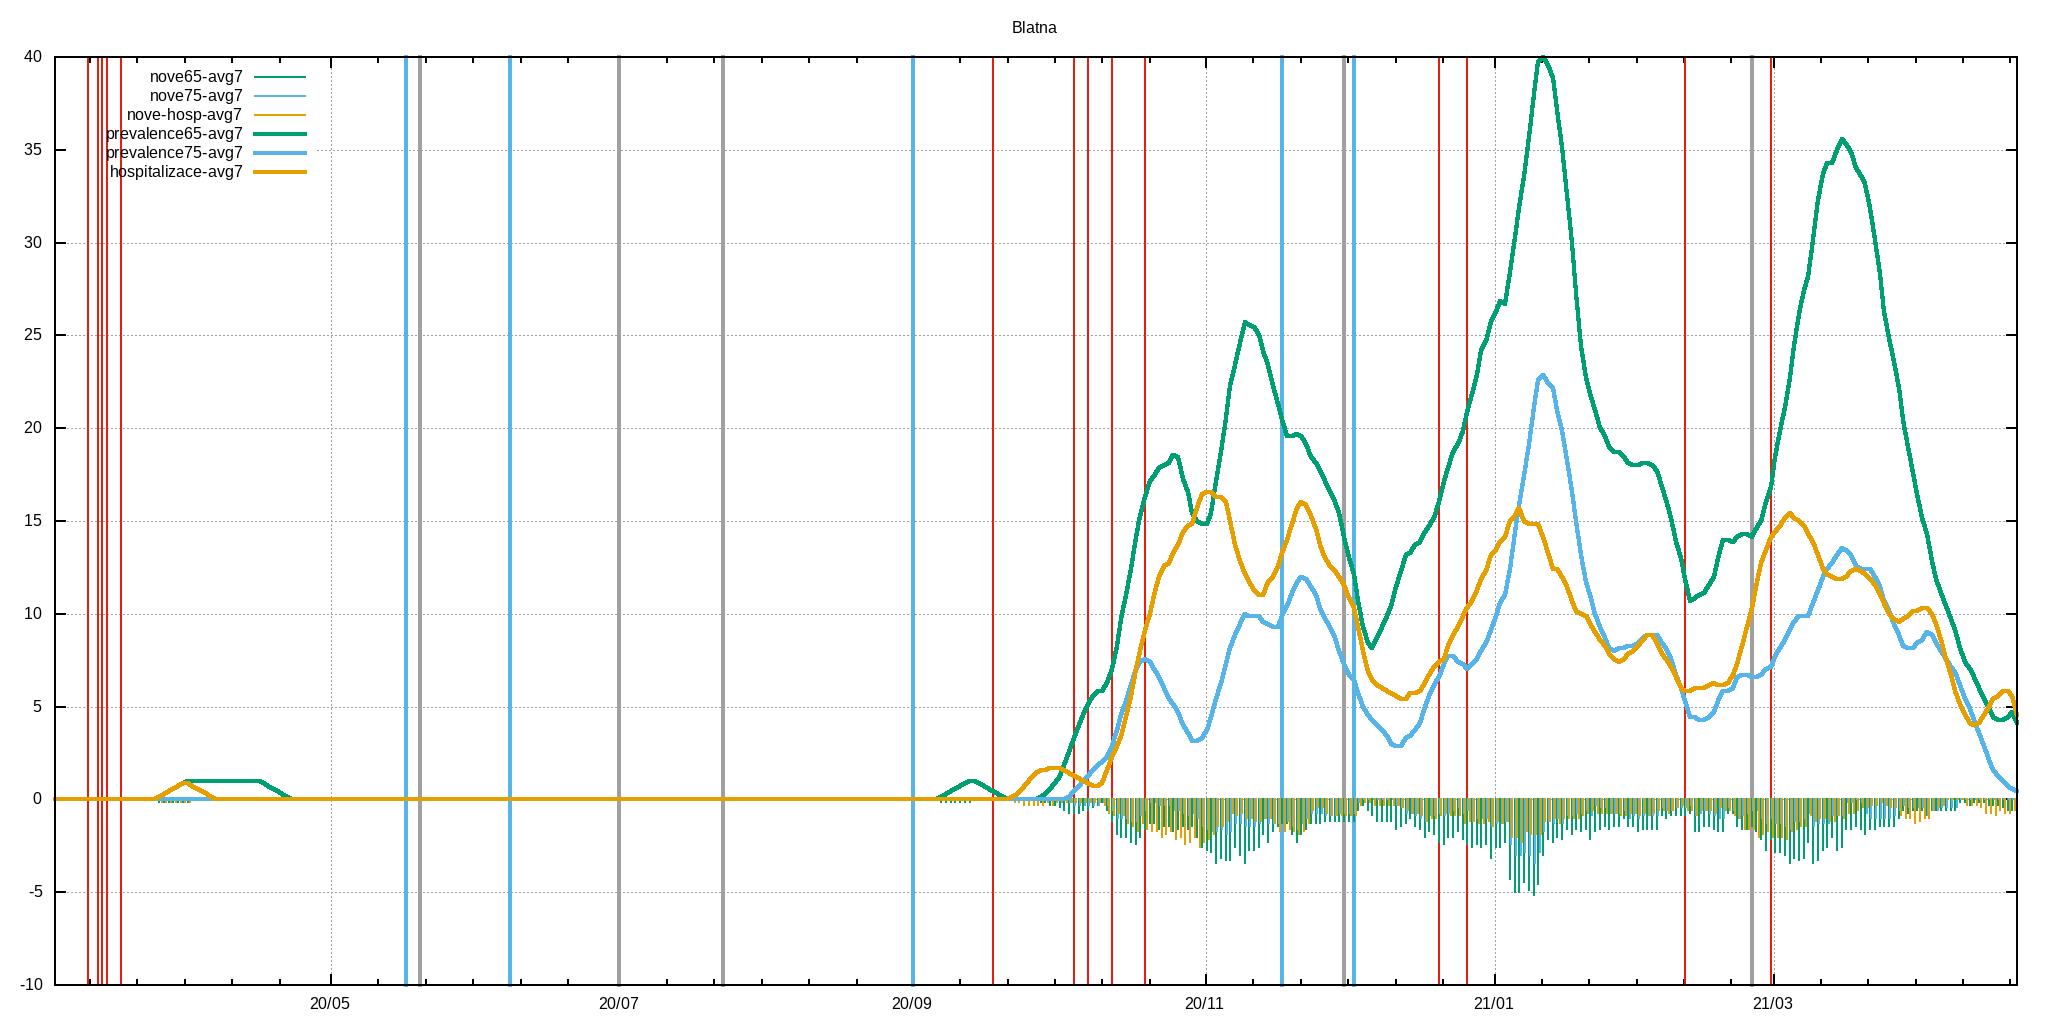 Blatna
40
35
30
25
20
15
10
5
0
-5
-10
nove65-avg7
nove75-avg7
nove-hosp-avg7
prevalence65-avg7
prevalence75-avg7
hospitalizace-avg7
20/05 20/07 20/09 20/11 21/01 21/03